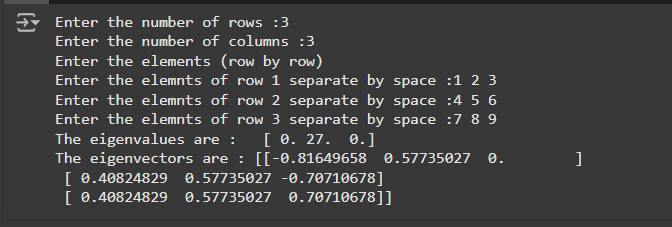 Enter the number of rows :3
Enter the number of columns :3
Enter the elements (row by row)
Enter the elemnts of row 1 separate by space :1 2 3
Enter the elemnts of row 2 separate by space :4 5 6
Enter the elemnts of row 3 separate by space :7 8 9
The eigenvalues are :   [ 0. 27.  0.]
The eigenvectors are : [[-0.81649658  0.57735027  0.        ]
 [ 0.40824829  0.57735027 -0.70710678]
 [ 0.40824829  0.57735027  0.70710678]]